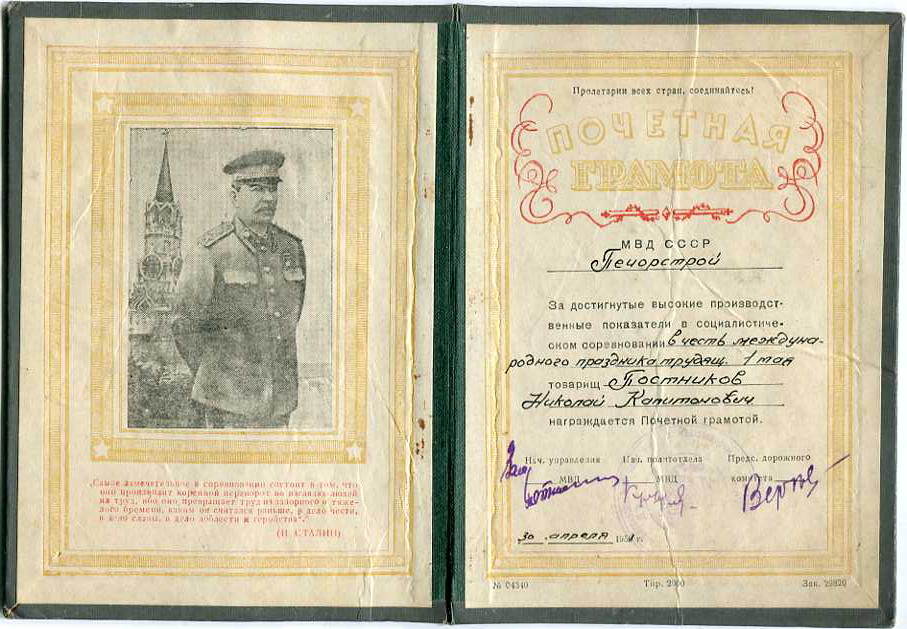 „Самое замечательное в соревновании состоит в том, что
оно производит коренной переворот во взглядах людей
на труд, ибо оно превращает труд из зазорного и тяже-
лого бремени, каким он считался раньше, в дело чести,
в дело славы, в дело доблести и геройства".
(И. СТАЛИН)
Пролетарии всех стран, соединяйтесь!
ПОЧЕТНАЯ
ГРАМОТА
МВД СССР
Печорстрой
За достигнутые высокие производст-
венные показатели в социалистиче-
ском соревновании в честь междуна-
родного праздника трудящ. 1 мая
товарищ Постников
Николай Капитонович
награждается Почетной грамотой.
Нач. управления Нач. политотдела Предс. дорожного
МВД МВД комитета
30 апреля 195 г.
№ 04340 Тир. 2000 Зак. 29820